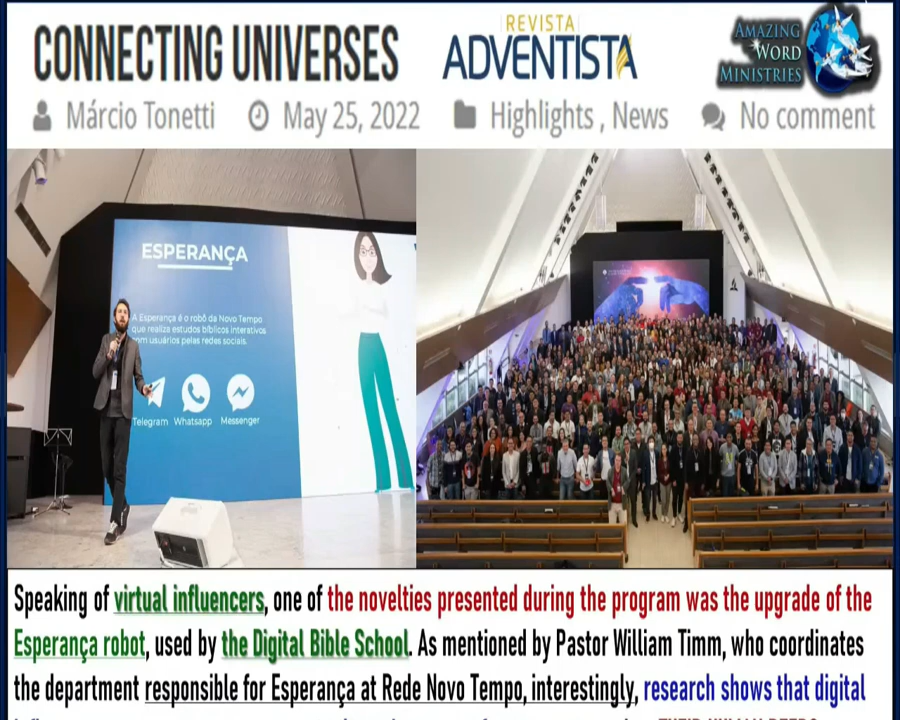 CONNECTING UNIVERSES
REVISTA
ADVENTISTA
AMAZING
WORD
MINISTRIES
Márcio Tonetti
May 25, 2022
Highlights , News
No comment
ESPERANÇA
A Esperança é o robô da Novo Tempo
que realiza estudos bíblicos interativos
com usuários pelas redes sociais.
Telegram Whatsapp Messenger
Speaking of virtual influencers, one of the novelties presented during the program was the upgrade of the
Esperança robot, used by the Digital Bible School. As mentioned by Pastor William Timm, who coordinates
the department responsible for Esperança at Rede Novo Tempo, interestingly, research shows that digital